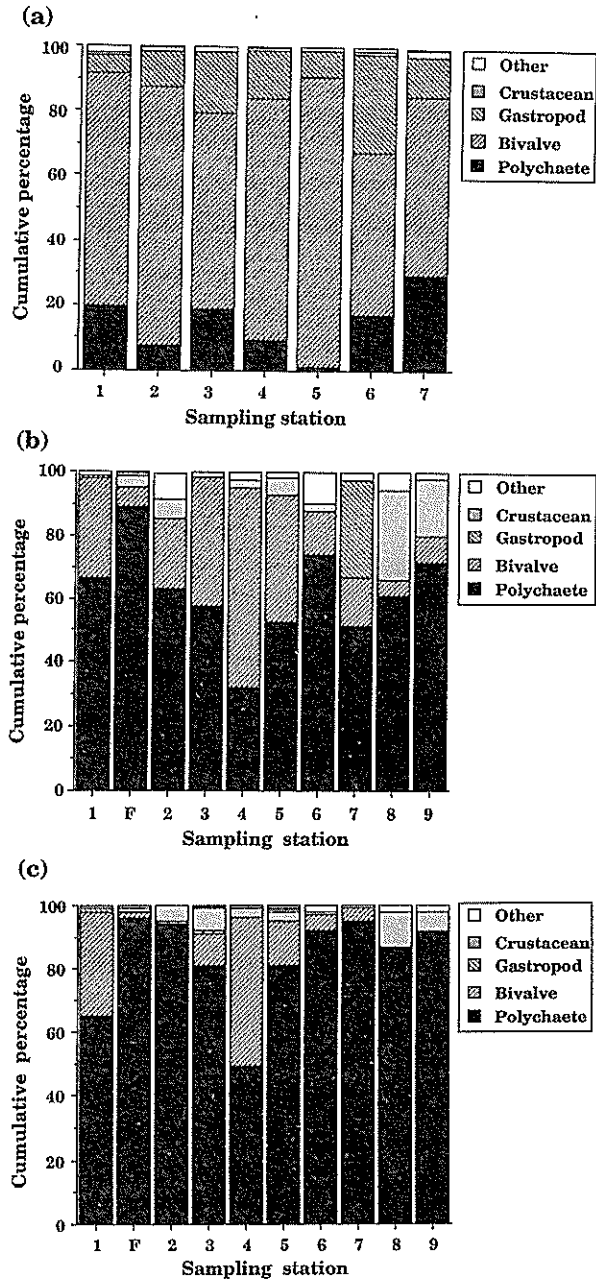 (a)
100
80
60
40
20
0
Cumulative percentage
1 2 3 4 5 6 7
Sampling station
Other
Crustacean
Gastropod
Bivalve
Polychaete
(b)
100
80
60
40
20
0
Cumulative percentage
1 F 2 3 4 5 6 7 8 9
Sampling station
Other
Crustacean
Gastropod
Bivalve
Polychaete
(c)
100
80
60
40
20
0
Cumulative percentage
1 F 2 3 4 5 6 7 8 9
Sampling station
Other
Crustacean
Gastropod
Bivalve
Polychaete